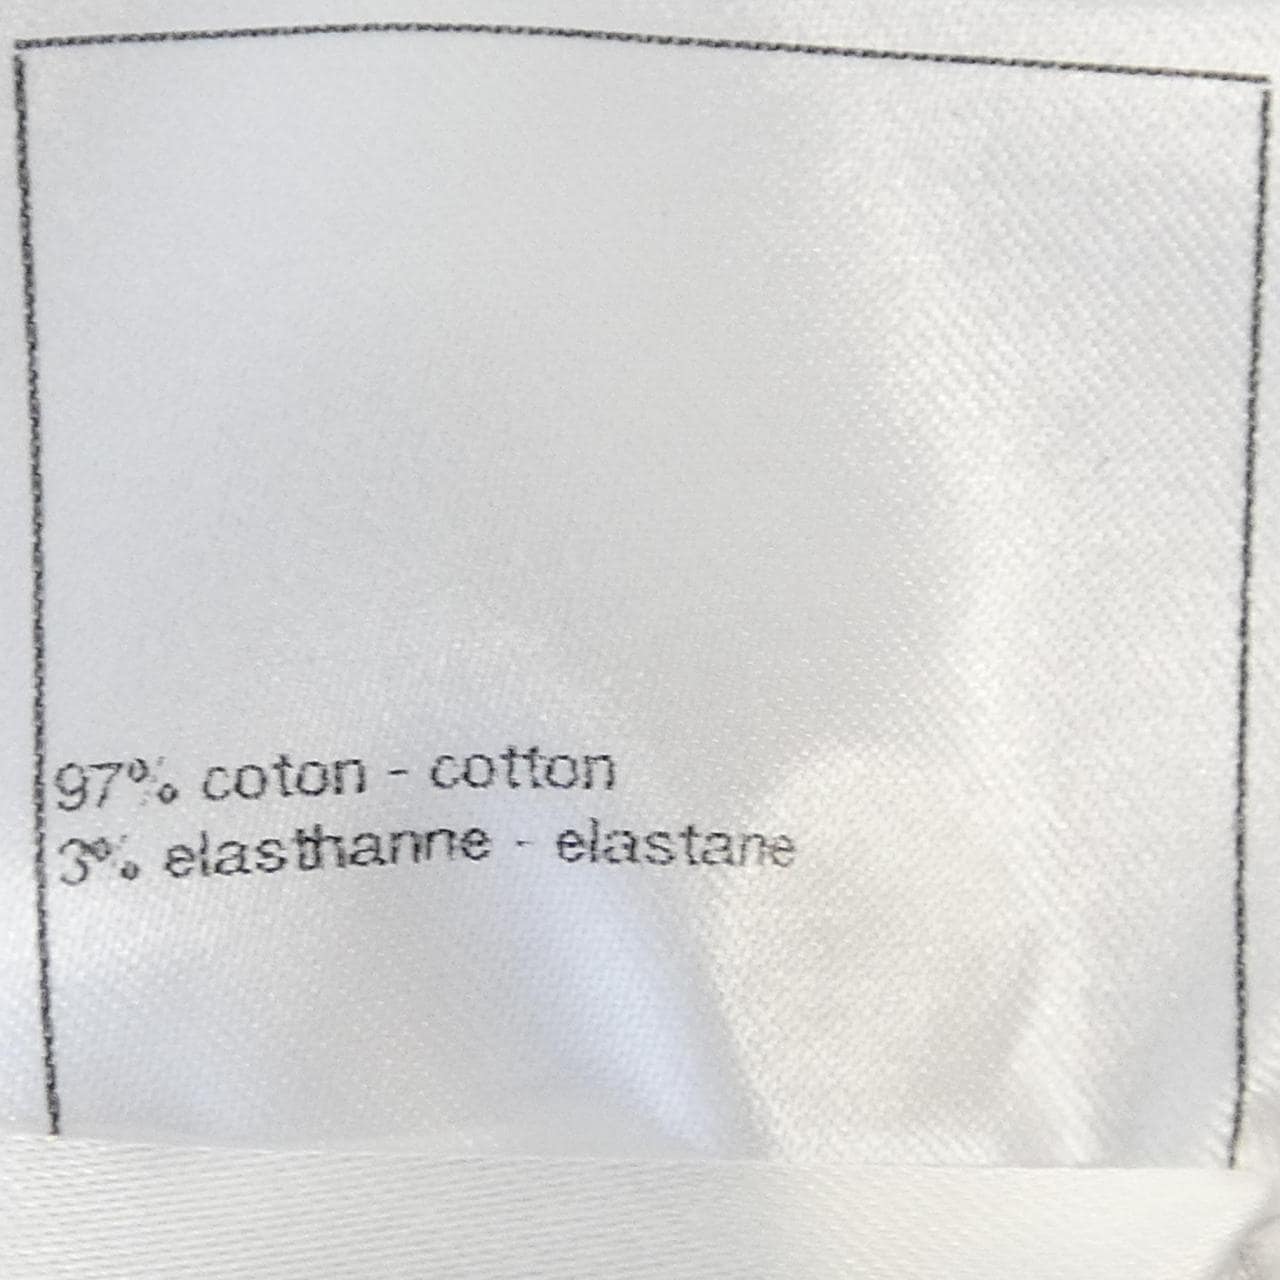 97% coton - cotton
3% elasthanne - elastane